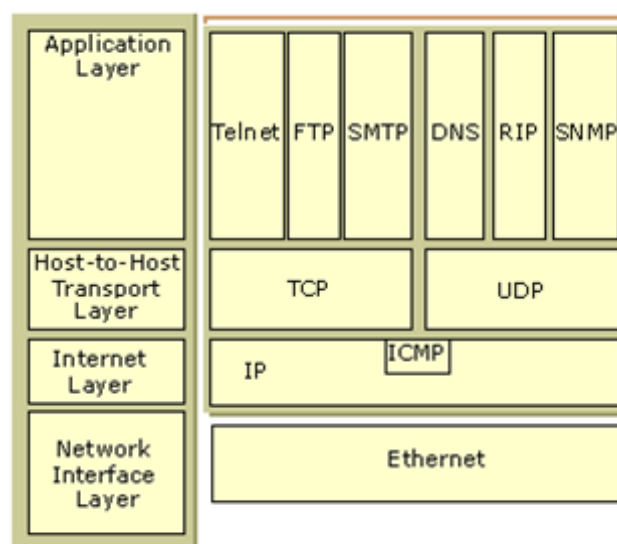 Application
Layer
Telnet FTP SMTP DNS RIP SNMP
Host-to-Host
Transport
Layer
TCP UDP
Internet
Layer
IP ICMP
Network
Interface
Layer
Ethernet